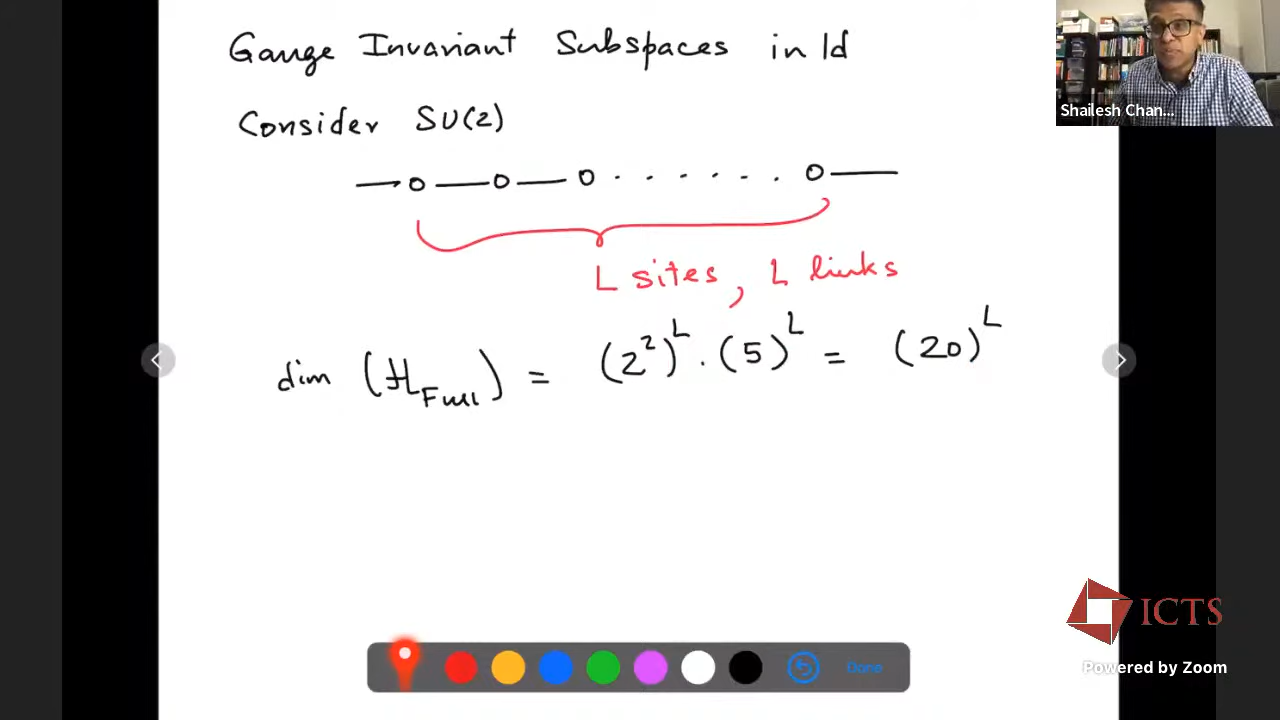 Gauge Invariant Subspaces in 1d
Shailesh Chan...
Consider SU(2)
L sites, L links
dim (H_Full) = (2^2)^L . (5)^L = (20)^L
Done
ICTS
Powered by Zoom